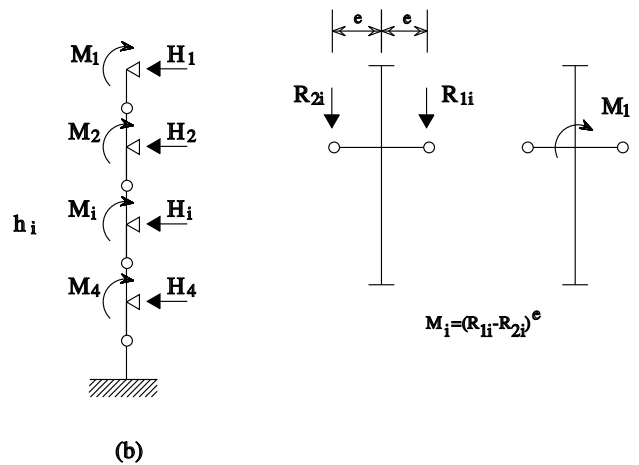 M1 H1
M2 H2
Mi Hi
hi
M4 H4
(b)
e e
R2i R1i
M1
Mi=(R1i-R2i)e